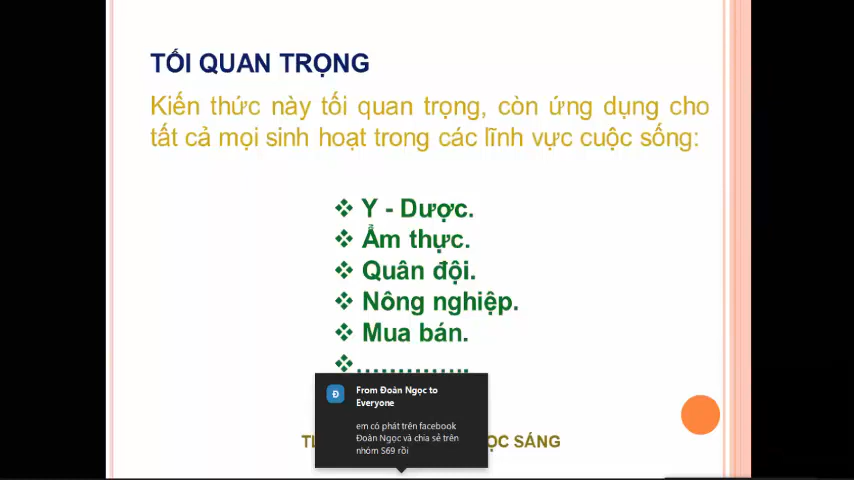 TỐI QUAN TRỌNG
Kiến thức này tối quan trọng, còn ứng dụng cho
tất cả mọi sinh hoạt trong các lĩnh vực cuộc sống:
❖ Y - Dược.
❖ Ẩm thực.
❖ Quân đội.
❖ Nông nghiệp.
❖ Mua bán.
❖ ..............
Đ
From Đoàn Ngọc to
Everyone
em có phát trên facebook
Đoàn Ngọc và chia sẻ trên
nhóm S69 rồi
SÁNG